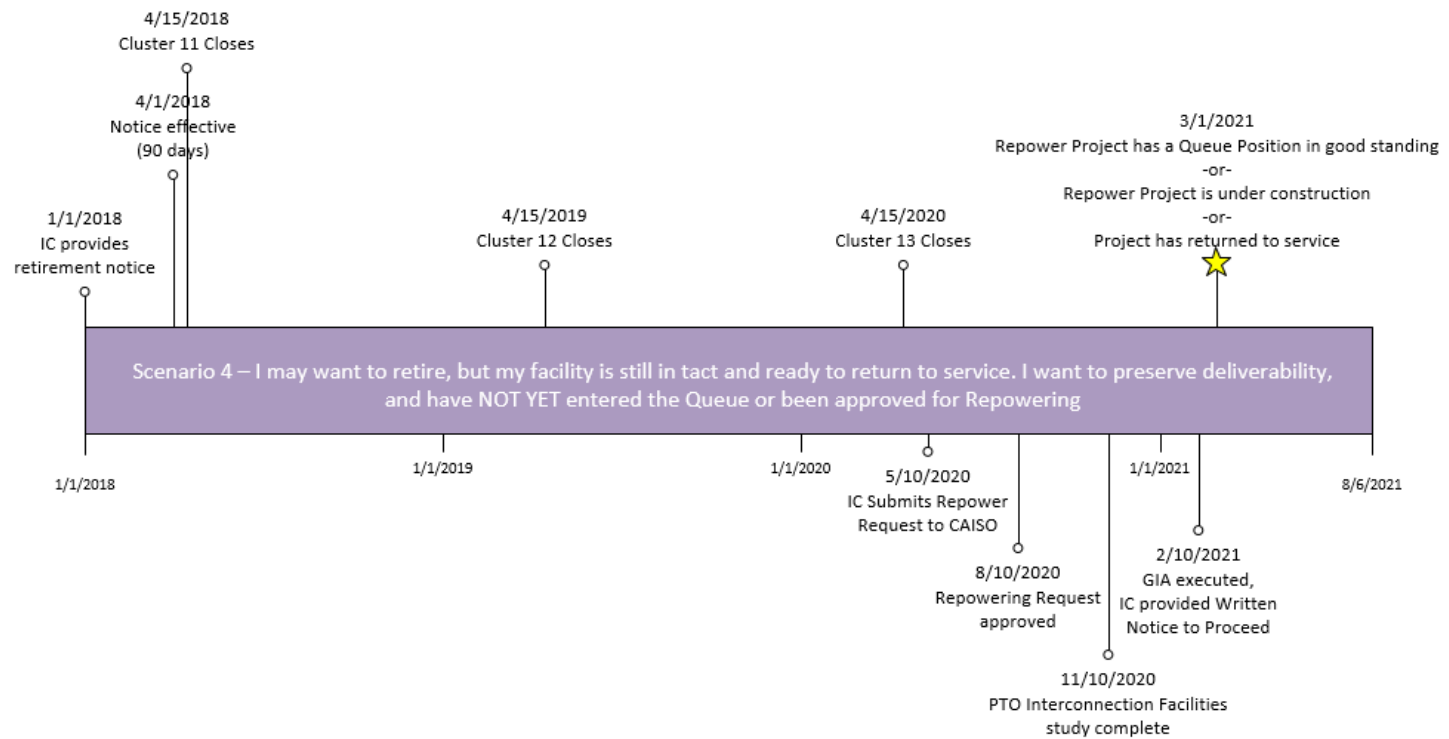 4/15/2018
Cluster 11 Closes
4/1/2018
Notice effective
(90 days)
1/1/2018
IC provides
retirement notice
4/15/2019
Cluster 12 Closes
4/15/2020
Cluster 13 Closes
3/1/2021
Repower Project has a Queue Position in good standing
-or-
Repower Project is under construction
-or-
Project has returned to service
Scenario 4 – I may want to retire, but my facility is still in tact and ready to return to service. I want to preserve deliverability,
and have NOT YET entered the Queue or been approved for Repowering
1/1/2018
1/1/2019
1/1/2020
1/1/2021
8/6/2021
5/10/2020
IC Submits Repower
Request to CAISO
8/10/2020
Repowering Request
approved
11/10/2020
PTO Interconnection Facilities
study complete
2/10/2021
GIA executed,
IC provided Written
Notice to Proceed